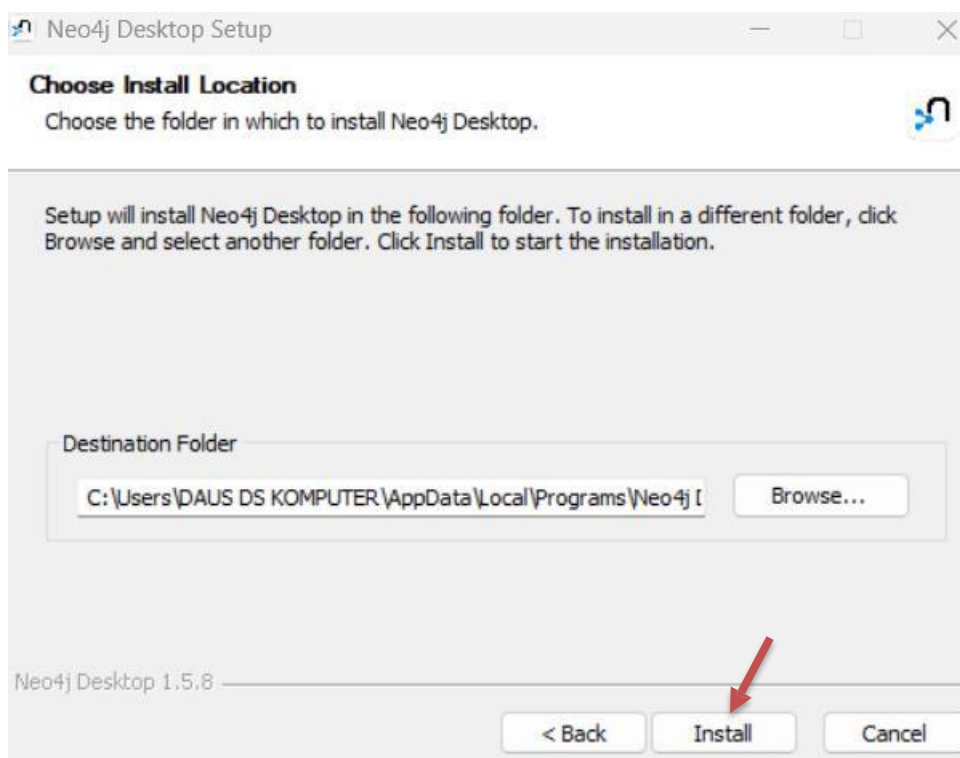 Neo4j Desktop Setup
Choose Install Location
Choose the folder in which to install Neo4j Desktop.
Setup will install Neo4j Desktop in the following folder. To install in a different folder, click
Browse and select another folder. Click Install to start the installation.
Destination Folder
C:\Users\DAUS DS KOMPUTER\AppData\Local\Programs\Neo4j D
Browse...
Neo4j Desktop 1.5.8
< Back
Install
Cancel